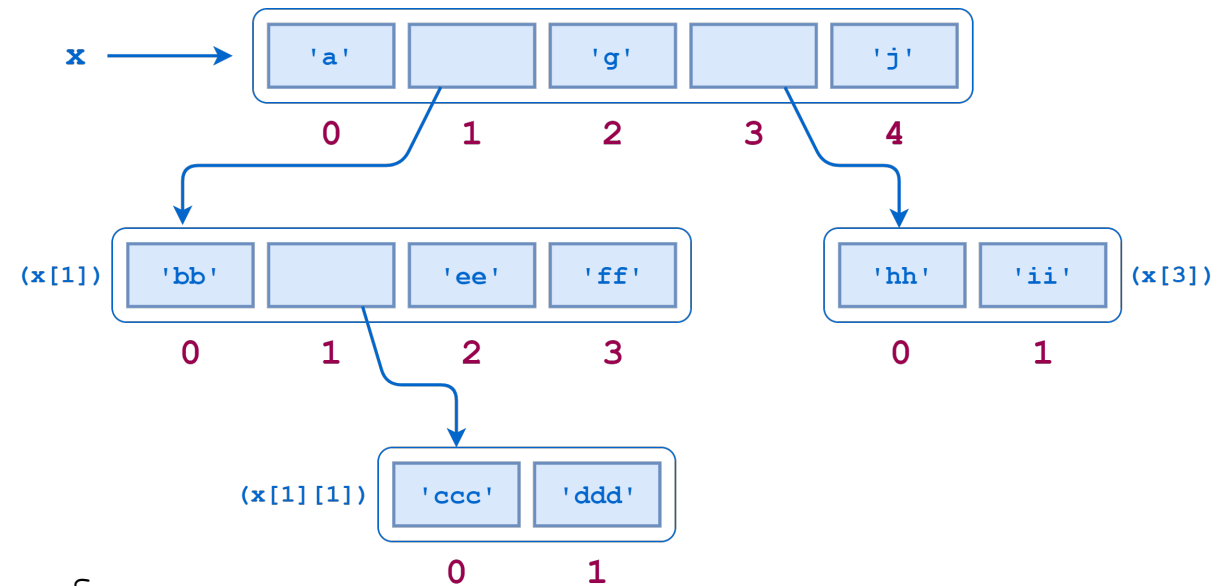 x 'a' 'g' 'j'
0 1 2 3 4
(x[1]) 'bb' 'ee' 'ff' 'hh' 'ii' (x[3])
0 1 2 3 0 1
(x[1][1]) 'ccc' 'ddd'
0 1